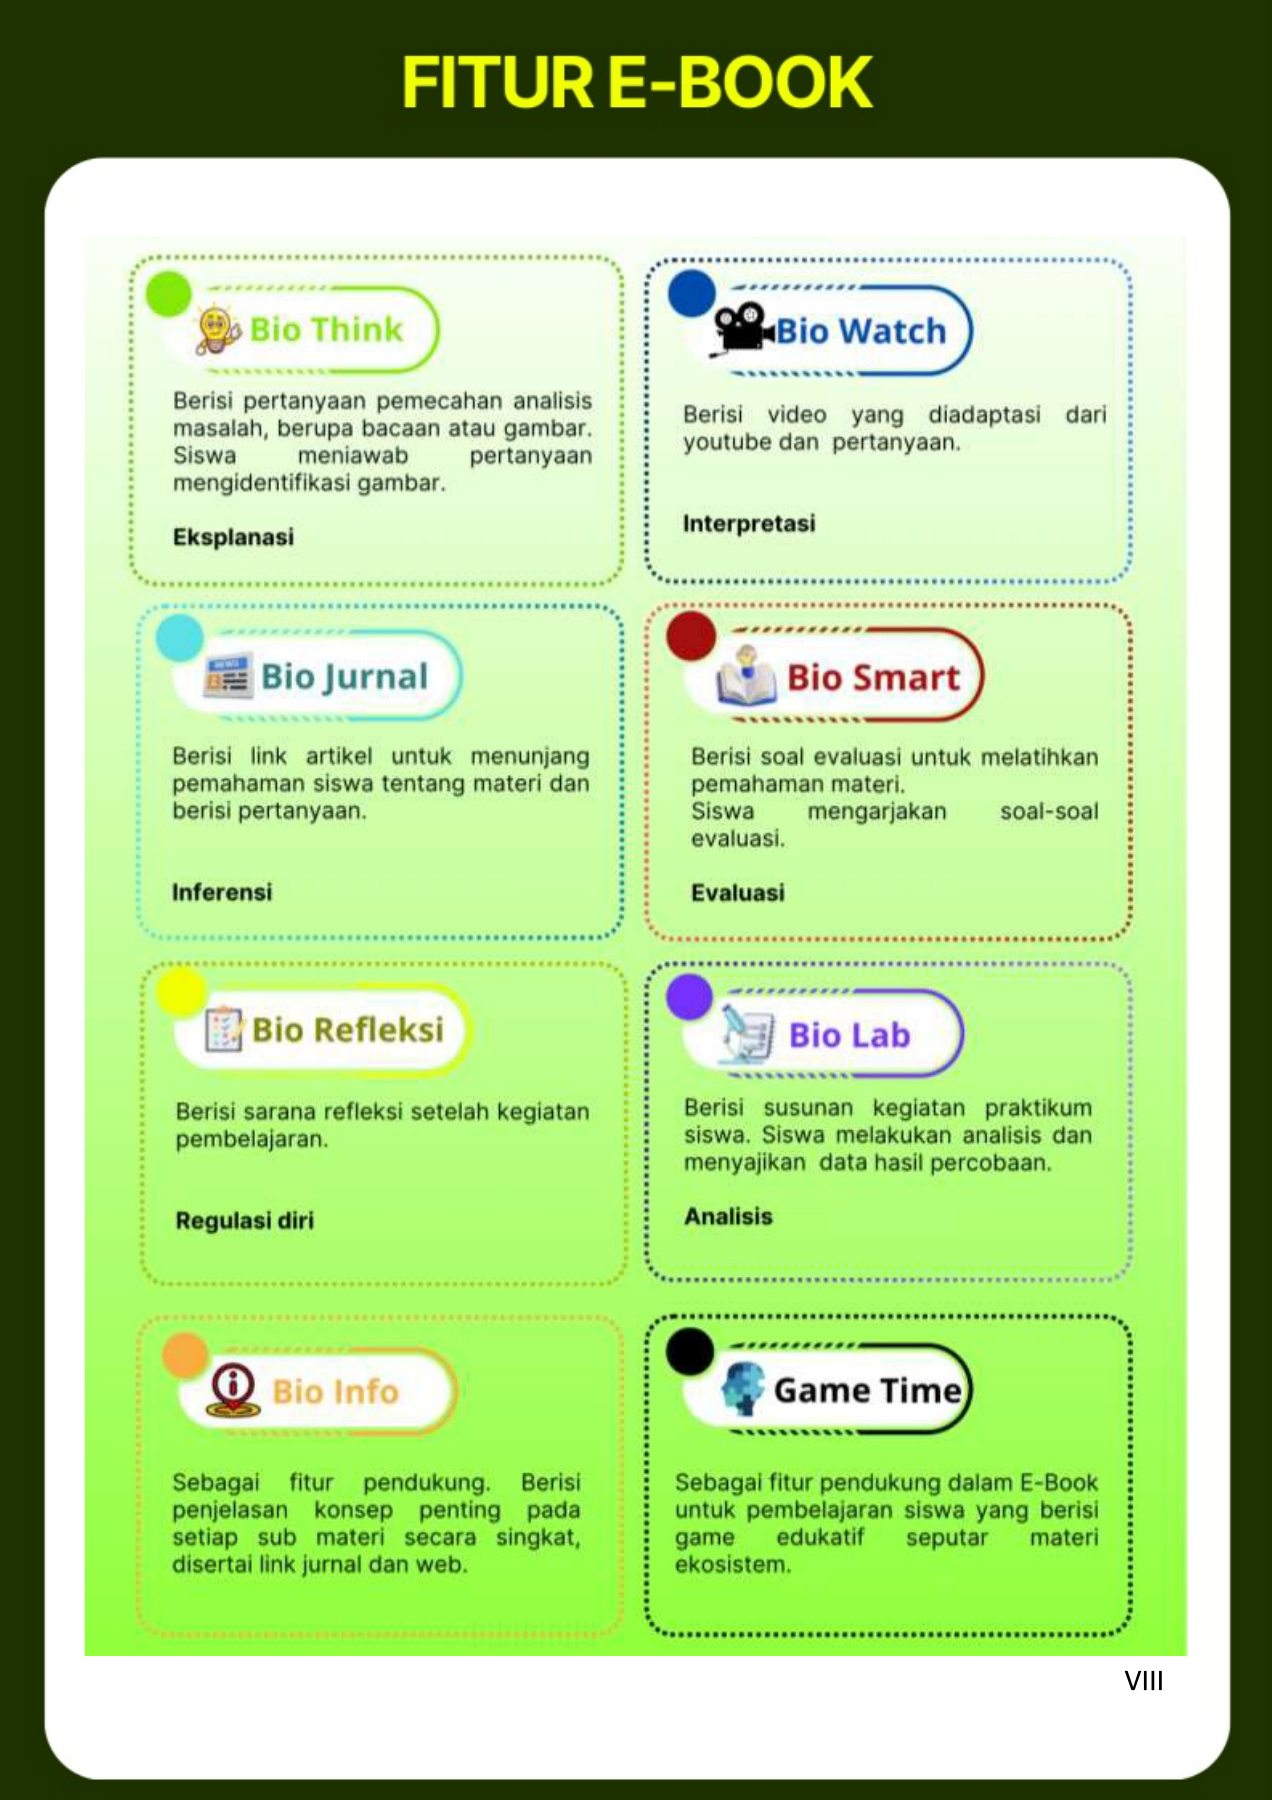 FITUR E-BOOK
Bio Think
Berisi pertanyaan pemecahan analisis
masalah, berupa bacaan atau gambar.
Siswa meniawab pertanyaan
mengidentifikasi gambar.
Eksplanasi
Bio Watch
Berisi video yang diadaptasi dari
youtube dan pertanyaan.
Interpretasi
NEWS
Bio Jurnal
Berisi link artikel untuk menunjang
pemahaman siswa tentang materi dan
berisi pertanyaan.
Inferensi
Bio Smart
Berisi soal evaluasi untuk melatihkan
pemahaman materi.
Siswa mengarjakan soal-soal
evaluasi.
Evaluasi
Bio Refleksi
Berisi sarana refleksi setelah kegiatan
pembelajaran.
Regulasi diri
Bio Lab
Berisi susunan kegiatan praktikum
siswa. Siswa melakukan analisis dan
menyajikan data hasil percobaan.
Analisis
Bio Info
Sebagai fitur pendukung. Berisi
penjelasan konsep penting pada
setiap sub materi secara singkat,
disertai link jurnal dan web.
Game Time
Sebagai fitur pendukung dalam E-Book
untuk pembelajaran siswa yang berisi
game edukatif seputar materi
ekosistem.
VIII